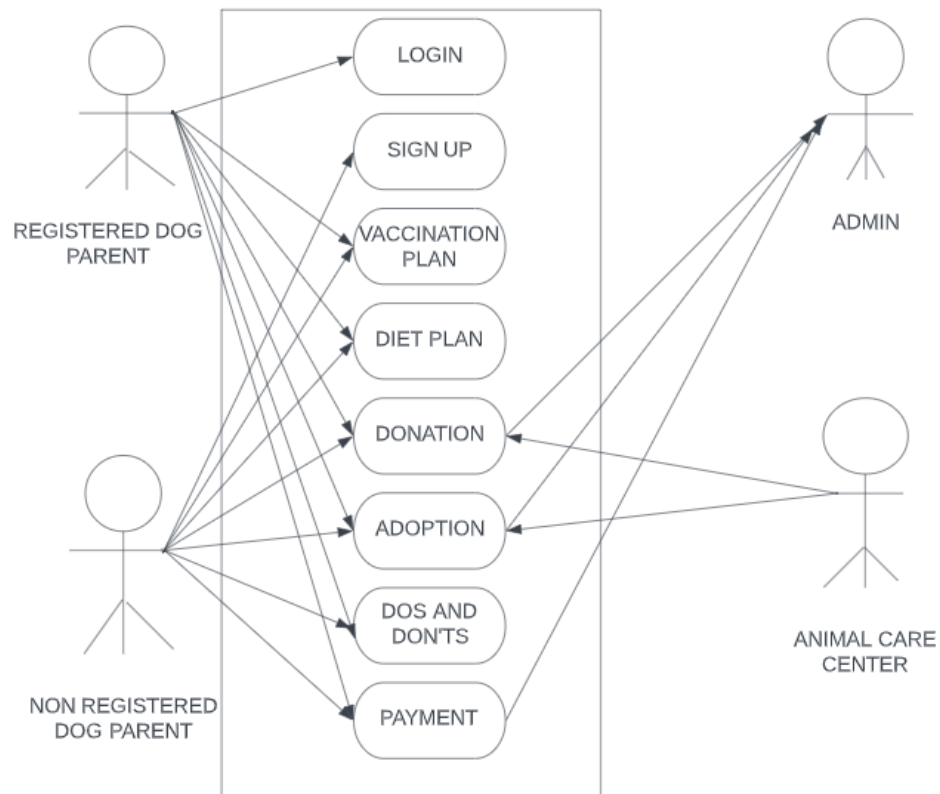 LOGIN
SIGN UP
REGISTERED DOG
PARENT
ADMIN
VACCINATION
PLAN
DIET PLAN
DONATION
ADOPTION
DOS AND
DON'TS
ANIMAL CARE
CENTER
NON REGISTERED
DOG PARENT
PAYMENT